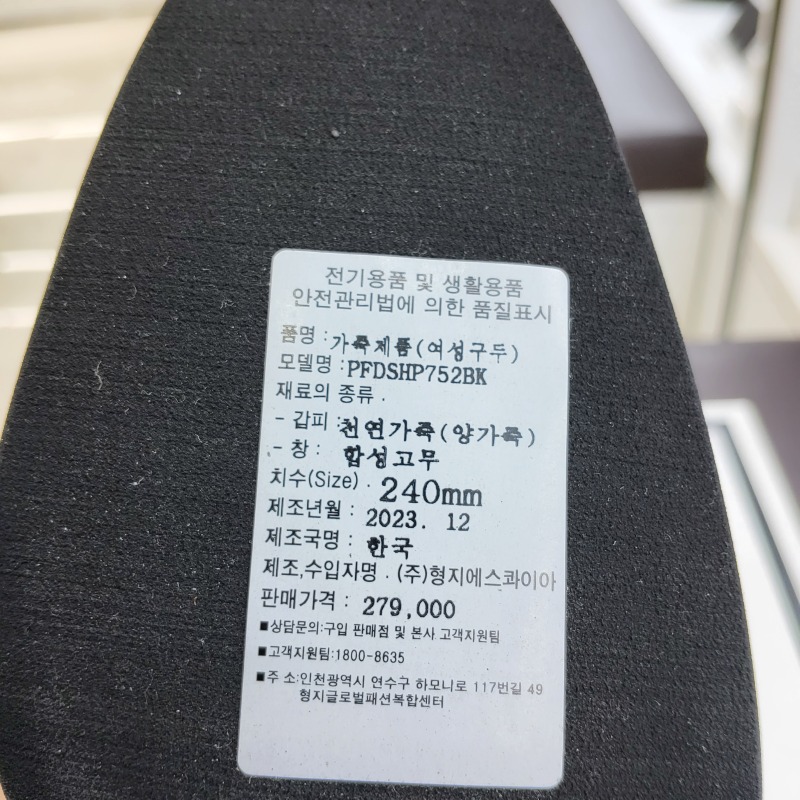 전기용품 및 생활용품
안전관리법에 의한 품질표시
품명 : 가죽제품(여성구두)
모델명 : PFDSHP752BK
재료의 종류 .
- 갑피 : 천연가죽(양가죽)
- 창 : 합성고무
치수(Size) . 240mm
제조년월 : 2023. 12
제조국명 : 한국
제조,수입자명 . (주)형지에스콰이아
판매가격 : 279,000
■상담문의:구입 판매점 및 본사 고객지원팀
■고객지원팀:1800-8635
■주 소:인천광역시 연수구 하모니로 117번길 49
형지글로벌패션복합센터